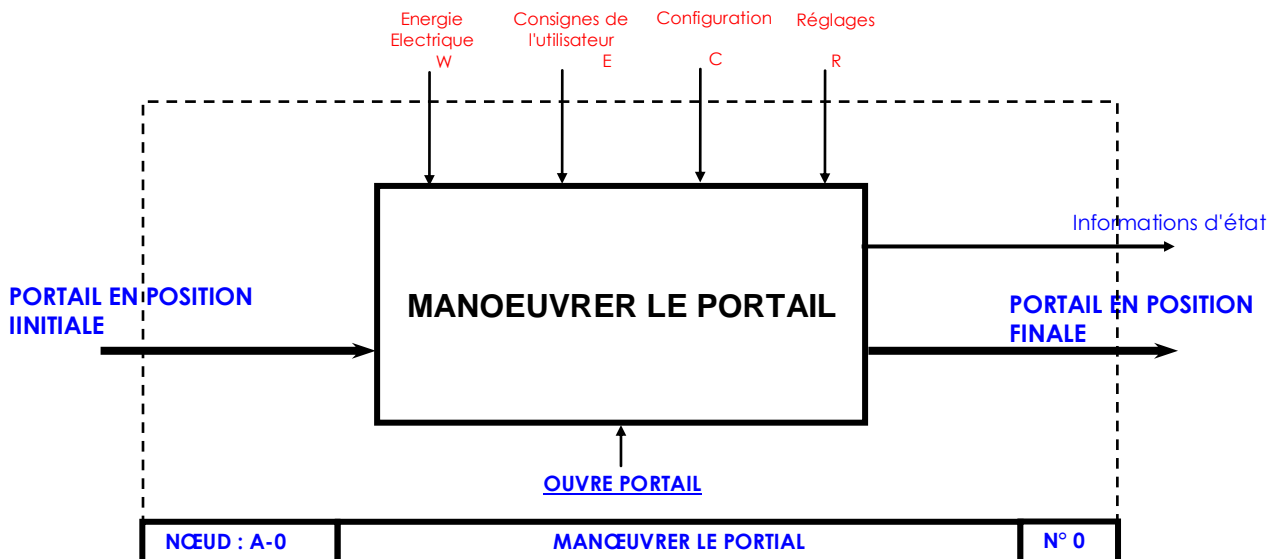 Energie
Electrique
W
Consignes de
l'utilisateur
E
Configuration
C
Réglages
R
Informations d'état
PORTAIL EN POSITION
IINITIALE
MANOEUVRER LE PORTAIL
PORTAIL EN POSITION
FINALE
OUVRE PORTAIL
NŒUD : A-0
MANŒUVRER LE PORTIAL
N° 0